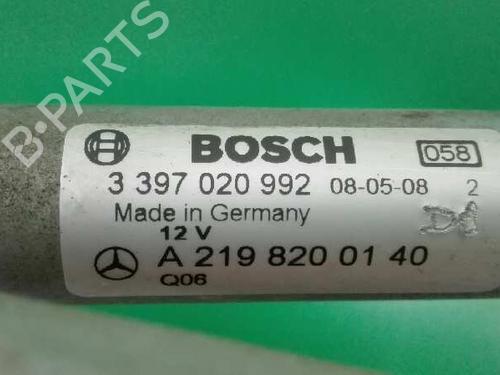 B-PARTS
BOSCH 058
3 397 020 992 08-05-08 2
Made in Germany
12 V
A 219 820 01 40
Q06